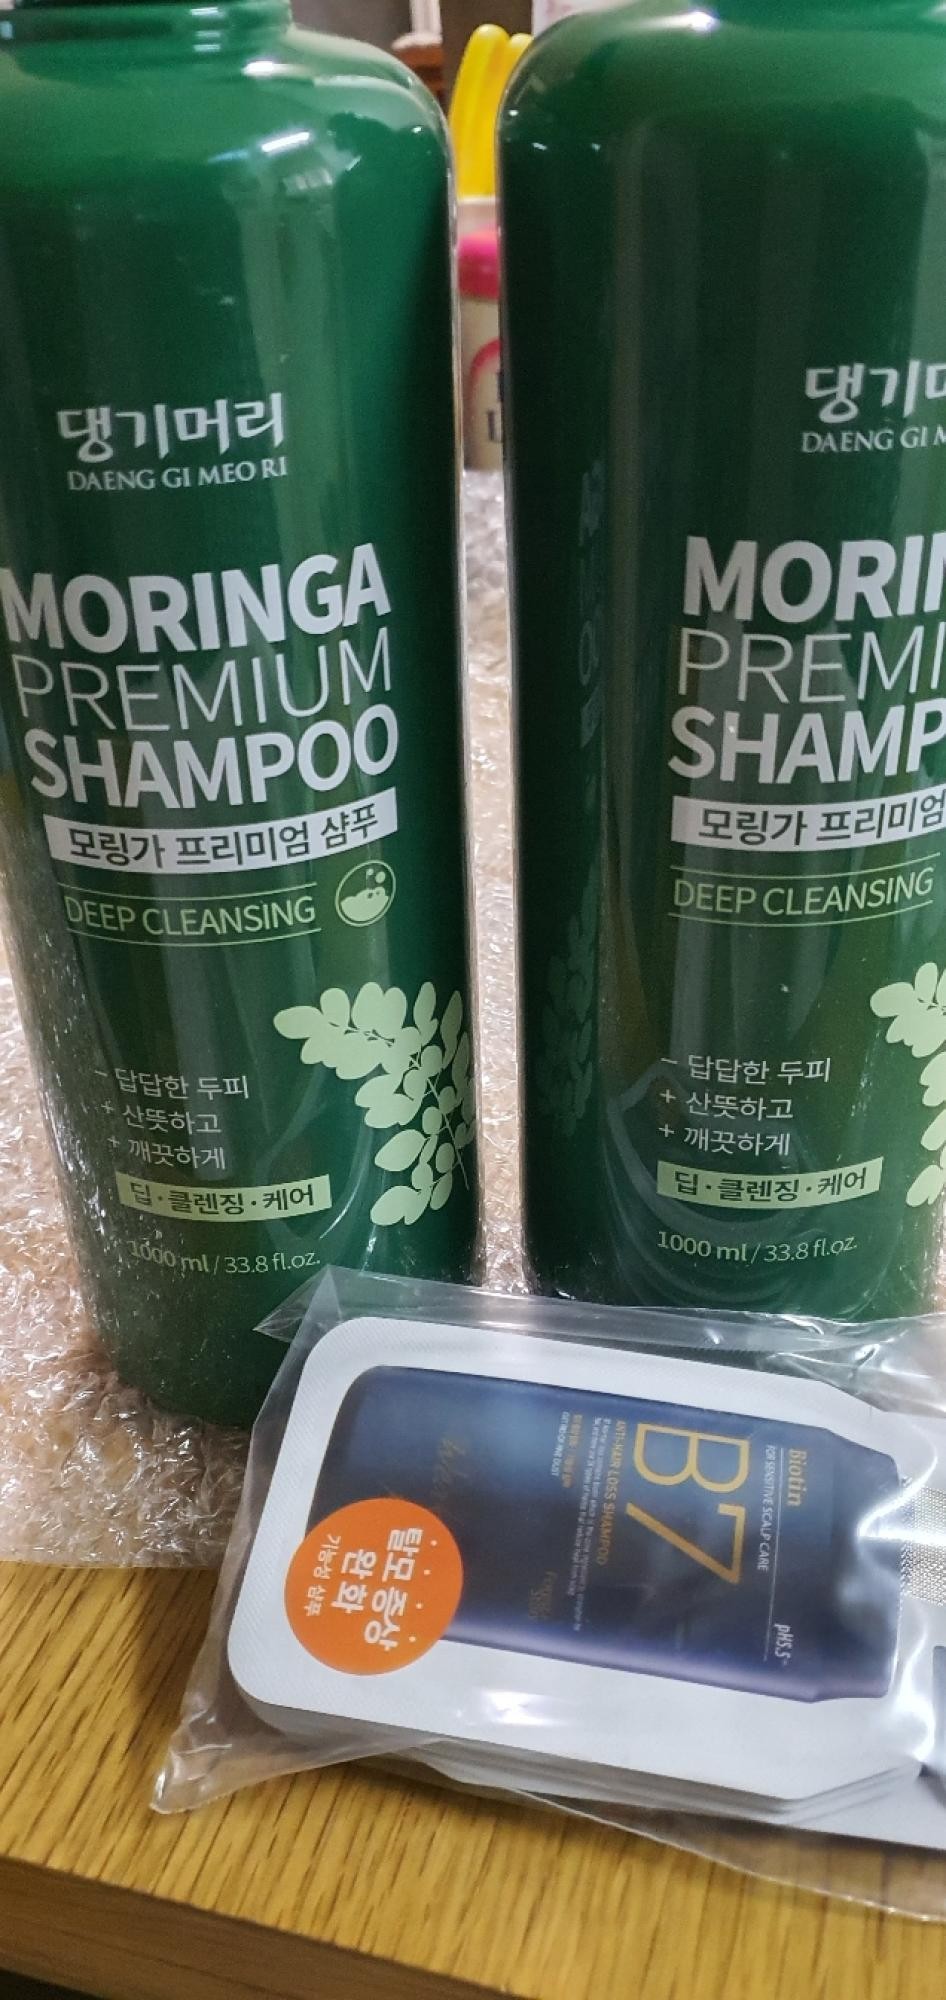 댕기머리
DAENG GI MEO RI
MORINGA
PREMIUM
SHAMPOO
모링가 프리미엄 샴푸
DEEP CLEANSING
- 답답한 두피
+ 산뜻하고
+ 깨끗하게
딥·클렌징·케어
1000 ml / 33.8 fl.oz.
댕기
DAENG GI
MORIN
PREMI
SHAMP
모링가 프리미엄
DEEP CLEANSING
- 답답한 두피
+ 산뜻하고
+ 깨끗하게
딥·클렌징·케어
1000 ml / 33.8 fl.oz.
Biotin
FOR SENSITIVE SCALP CARE
pH5.5
B7
ANTI-HAIR LOSS SHAMPOO
탈모 증상
완화
기능성 샴푸